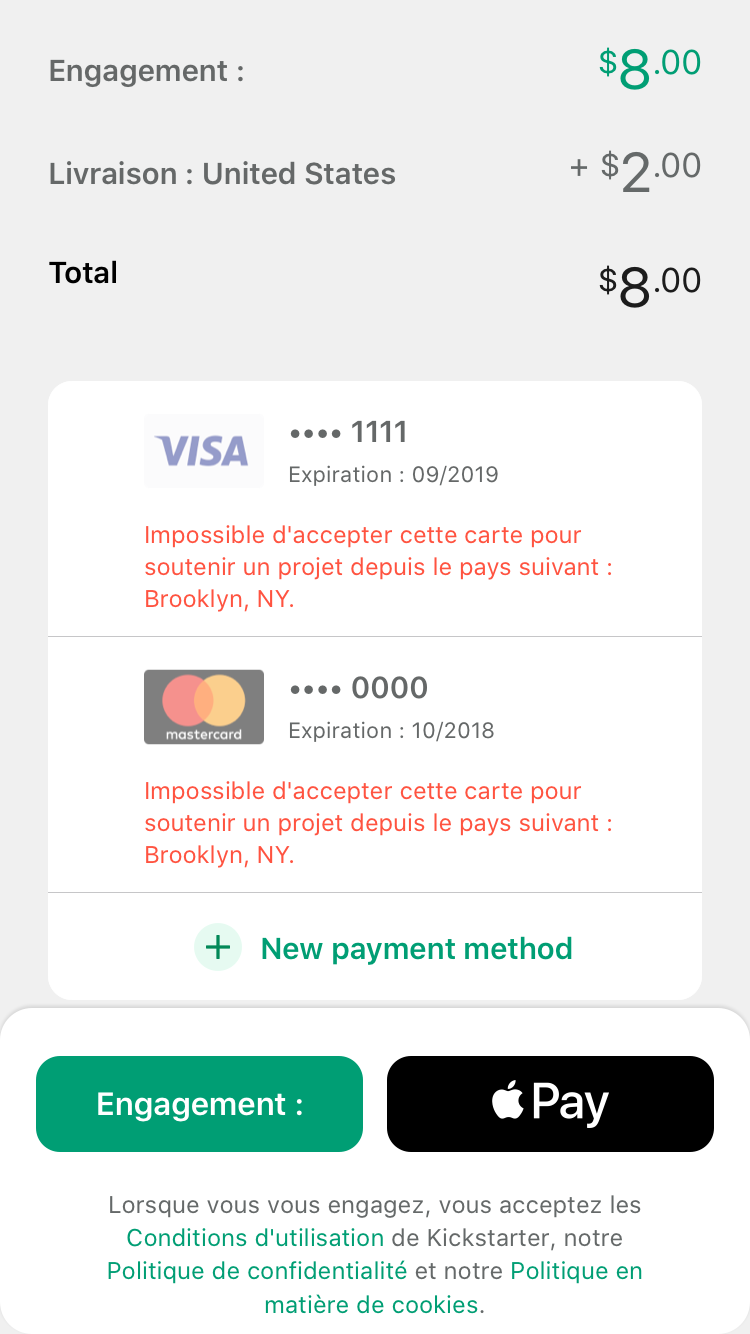 Engagement : $8.00
Livraison : United States + $2.00
Total $8.00
VISA •••• 1111
Expiration : 09/2019
Impossible d'accepter cette carte pour
soutenir un projet depuis le pays suivant :
Brooklyn, NY.
mastercard •••• 0000
Expiration : 10/2018
Impossible d'accepter cette carte pour
soutenir un projet depuis le pays suivant :
Brooklyn, NY.
+ New payment method
Engagement : Pay
Lorsque vous vous engagez, vous acceptez les
Conditions d'utilisation de Kickstarter, notre
Politique de confidentialité et notre Politique en
matière de cookies.